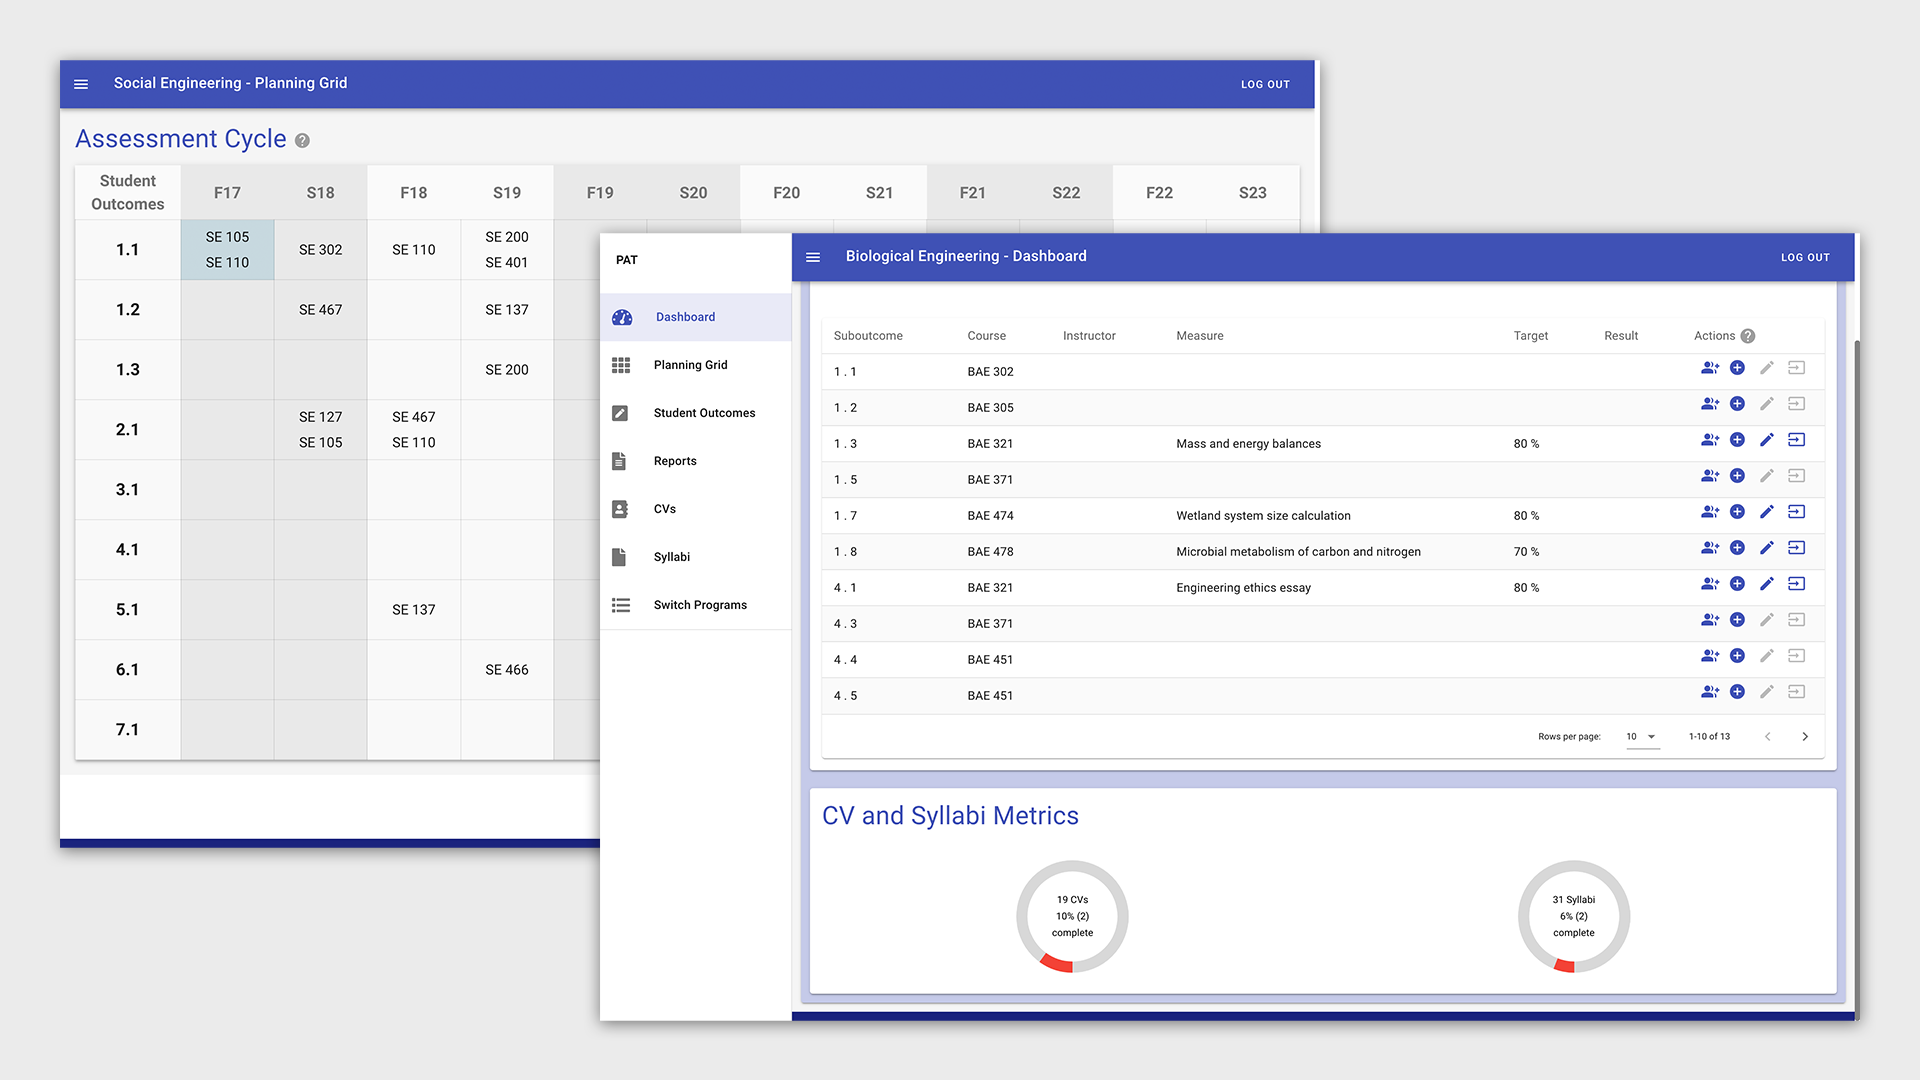 Social Engineering - Planning Grid
LOG OUT
Assessment Cycle ?
Student Outcomes F17 S18 F18 S19 F19 S20 F20 S21 F21 S22 F22 S23
1.1 SE 105 SE 110 SE 302 SE 110 SE 200 SE 401
1.2 SE 467 SE 137
1.3 SE 200
2.1 SE 127 SE 105 SE 467 SE 110
3.1
4.1
5.1 SE 137
6.1 SE 466
7.1
PAT
Dashboard
Planning Grid
Student Outcomes
Reports
CVs
Syllabi
Switch Programs
Biological Engineering - Dashboard
LOG OUT
Suboutcome Course Instructor Measure Target Result Actions ?
1 . 1 BAE 302
1 . 2 BAE 305
1 . 3 BAE 321 Mass and energy balances 80 %
1 . 5 BAE 371
1 . 7 BAE 474 Wetland system size calculation 80 %
1 . 8 BAE 478 Microbial metabolism of carbon and nitrogen 70 %
4 . 1 BAE 321 Engineering ethics essay 80 %
4 . 3 BAE 371
4 . 4 BAE 451
4 . 5 BAE 451
Rows per page: 10 1-10 of 13
CV and Syllabi Metrics
19 CVs
10% (2)
complete
31 Syllabi
6% (2)
complete